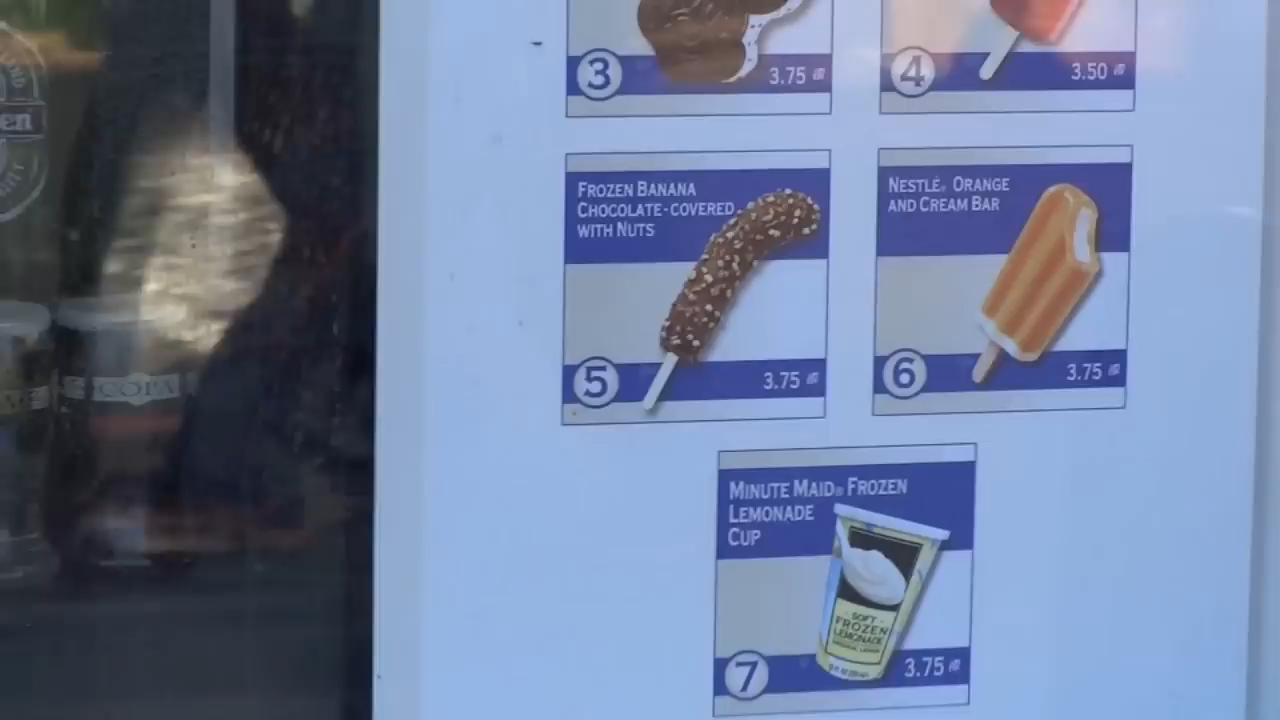 3
3.75
4
3.50
FROZEN BANANA
CHOCOLATE-COVERED
WITH NUTS
5
3.75
NESTLÉ® ORANGE
AND CREAM BAR
6
3.75
MINUTE MAID® FROZEN
LEMONADE
CUP
SOFT
FROZEN
LEMONADE
7
3.75
en
COPA